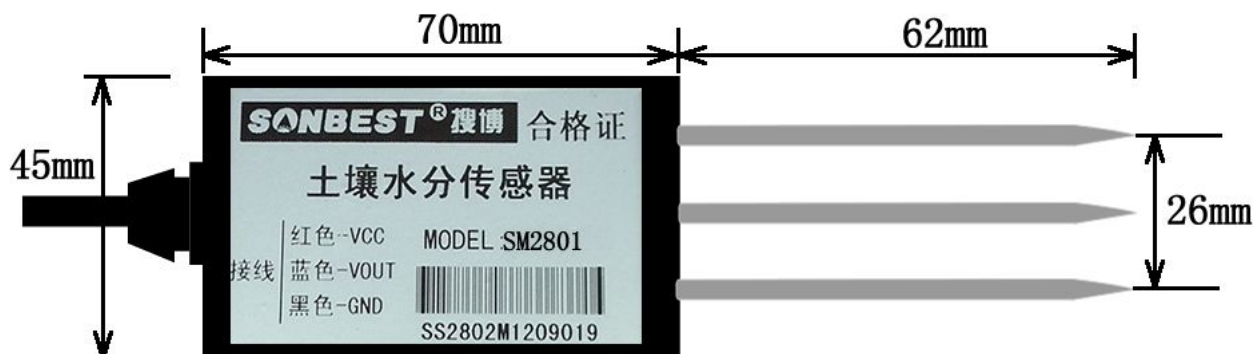 70mm
62mm
45mm
SONBEST®搜博 合格证
土壤水分传感器
接线
红色--VCC
蓝色-VOUT
黑色-GND
MODEL:SM2801
SS2802M1209019
26mm